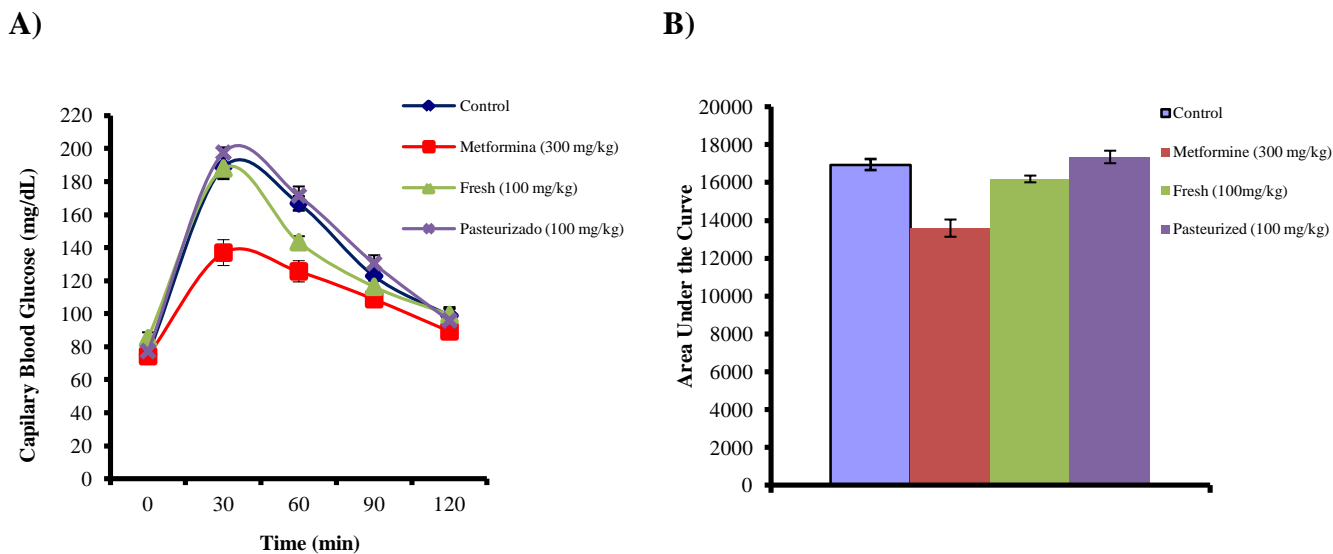 A)
B)
Capilary Blood Glucose (mg/dL)
220
200
180
160
140
120
100
80
60
40
20
0
0 30 60 90 120
Time (min)
Control
Metformina (300 mg/kg)
Fresh (100 mg/kg)
Pasteurizado (100 mg/kg)
Area Under the Curve
20000
18000
16000
14000
12000
10000
8000
6000
4000
2000
0
Control
Metformine (300 mg/kg)
Fresh (100mg/kg)
Pasteurized (100 mg/kg)